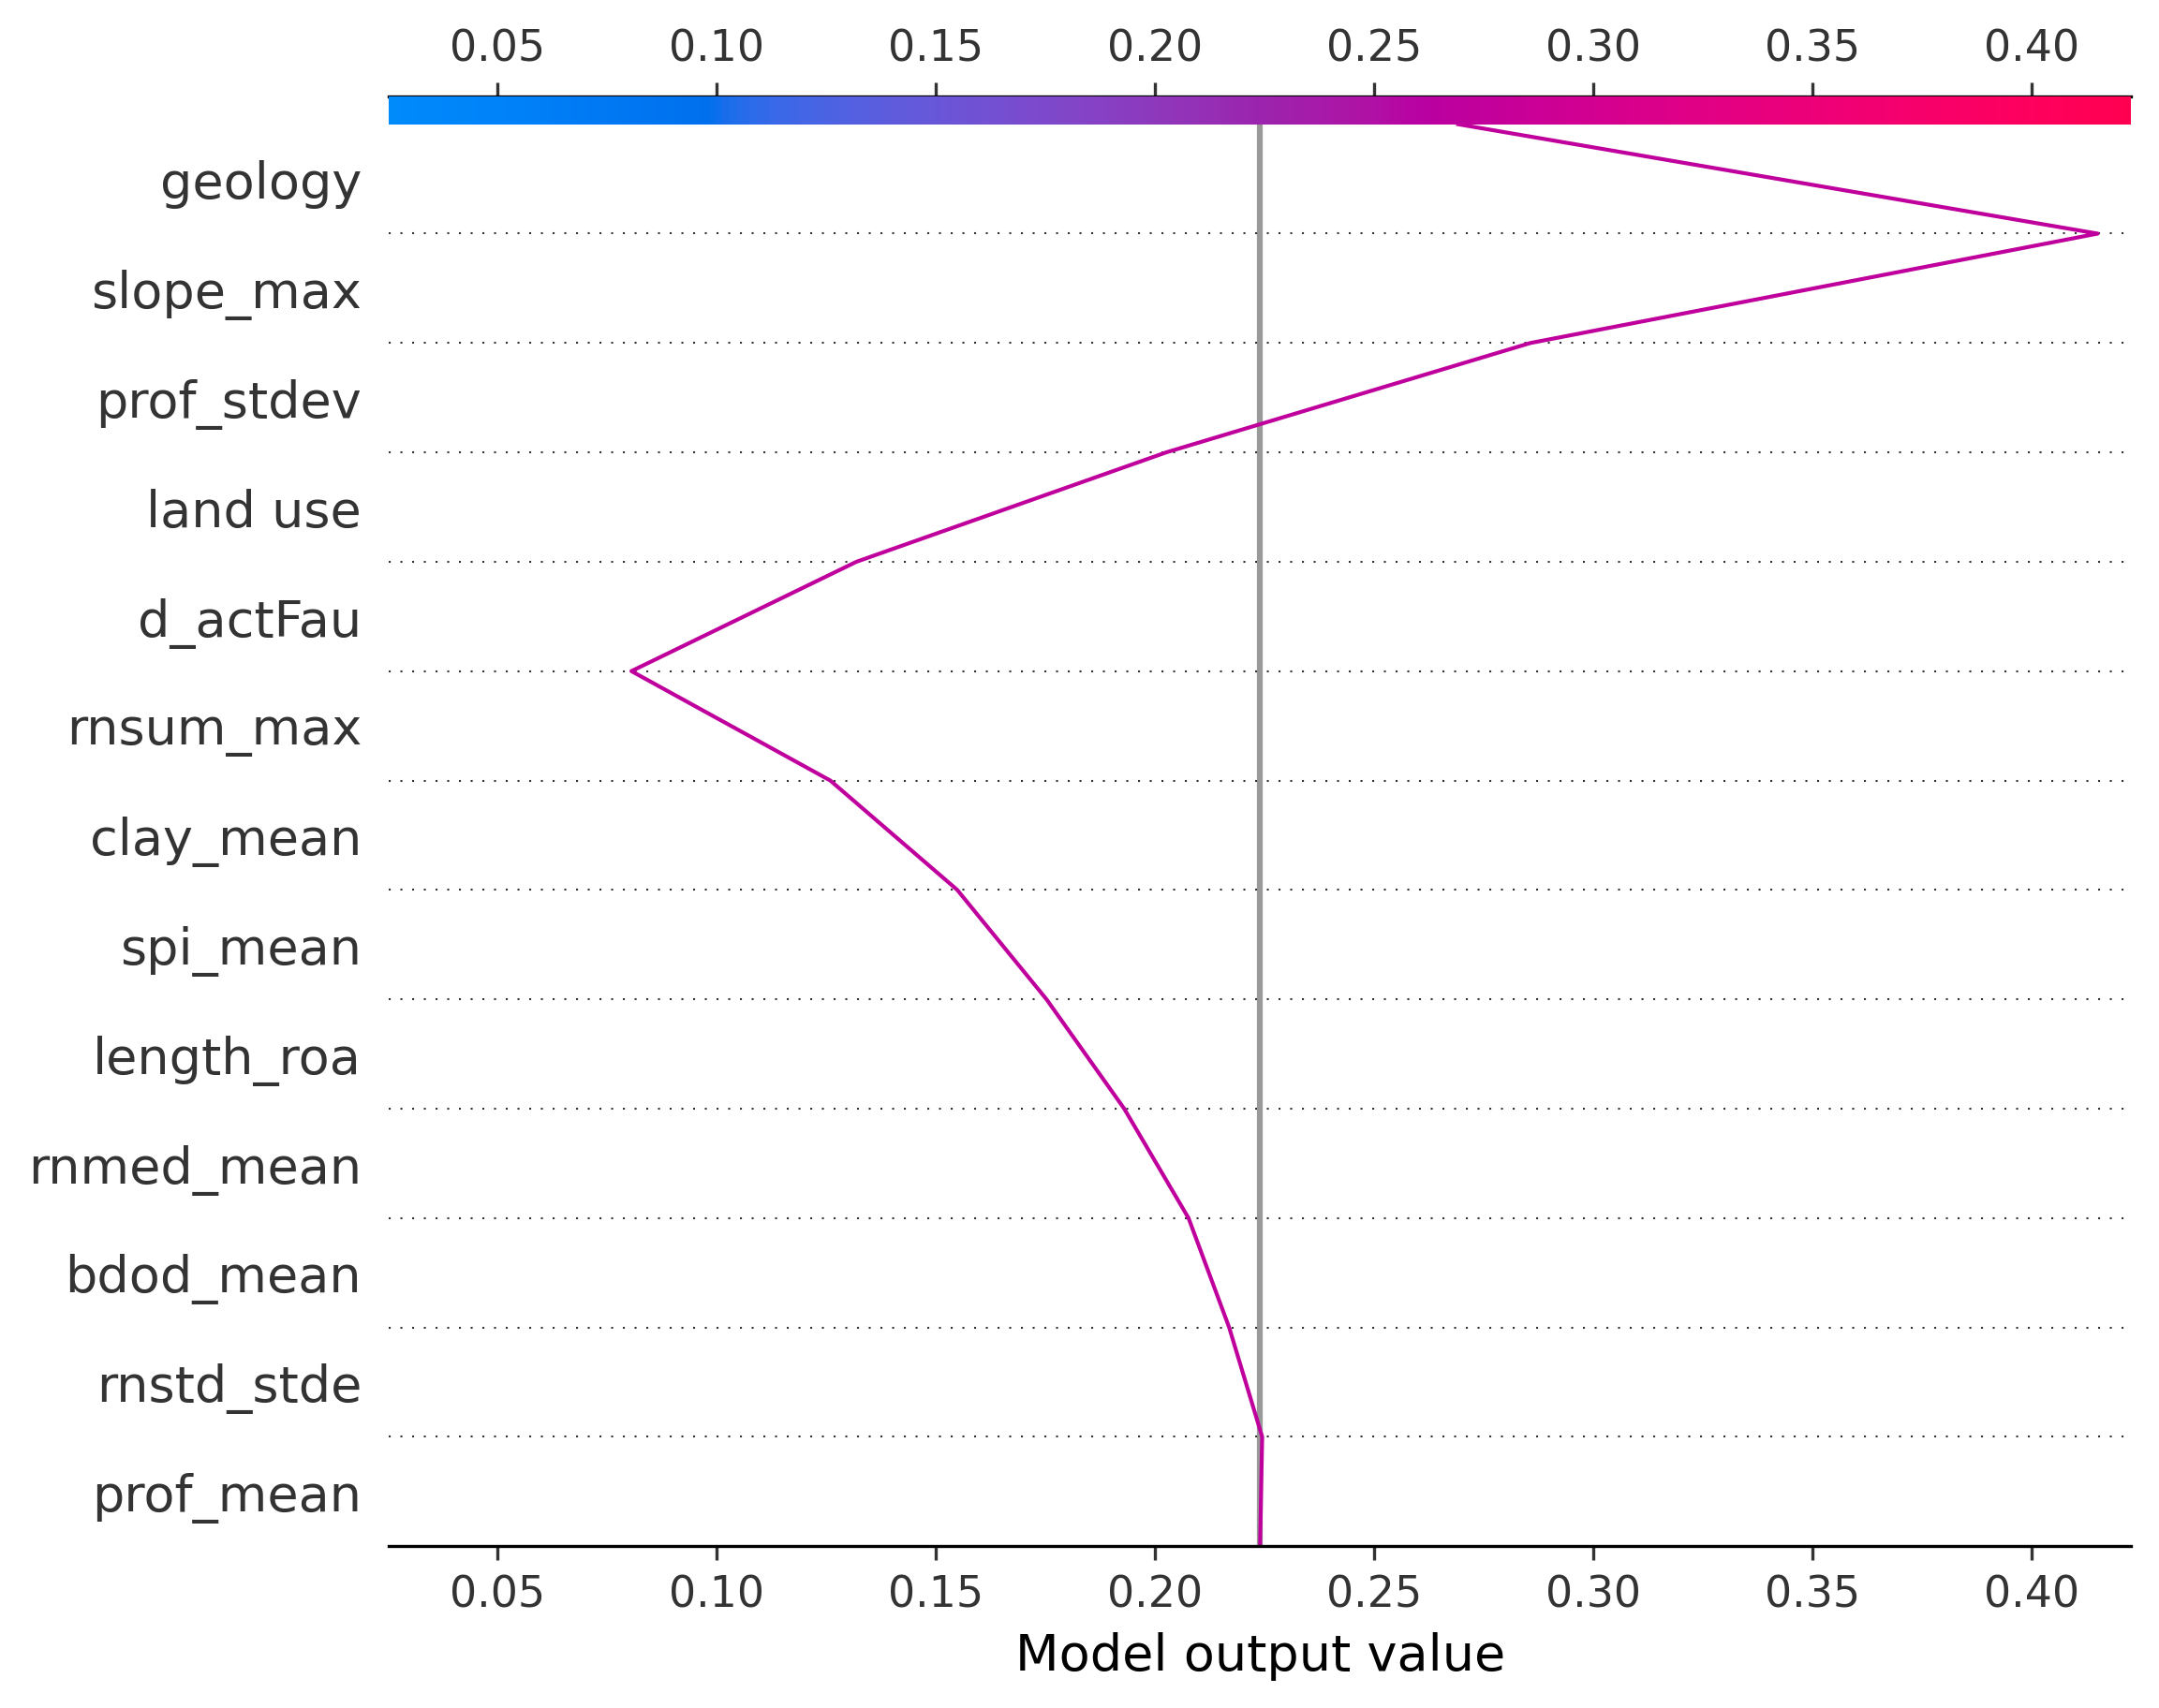 0.05 0.10 0.15 0.20 0.25 0.30 0.35 0.40
geology
slope_max
prof_stdev
land use
d_actFau
rnsum_max
clay_mean
spi_mean
length_roa
rnmed_mean
bdod_mean
rnstd_stde
prof_mean
0.05 0.10 0.15 0.20 0.25 0.30 0.35 0.40
Model output value